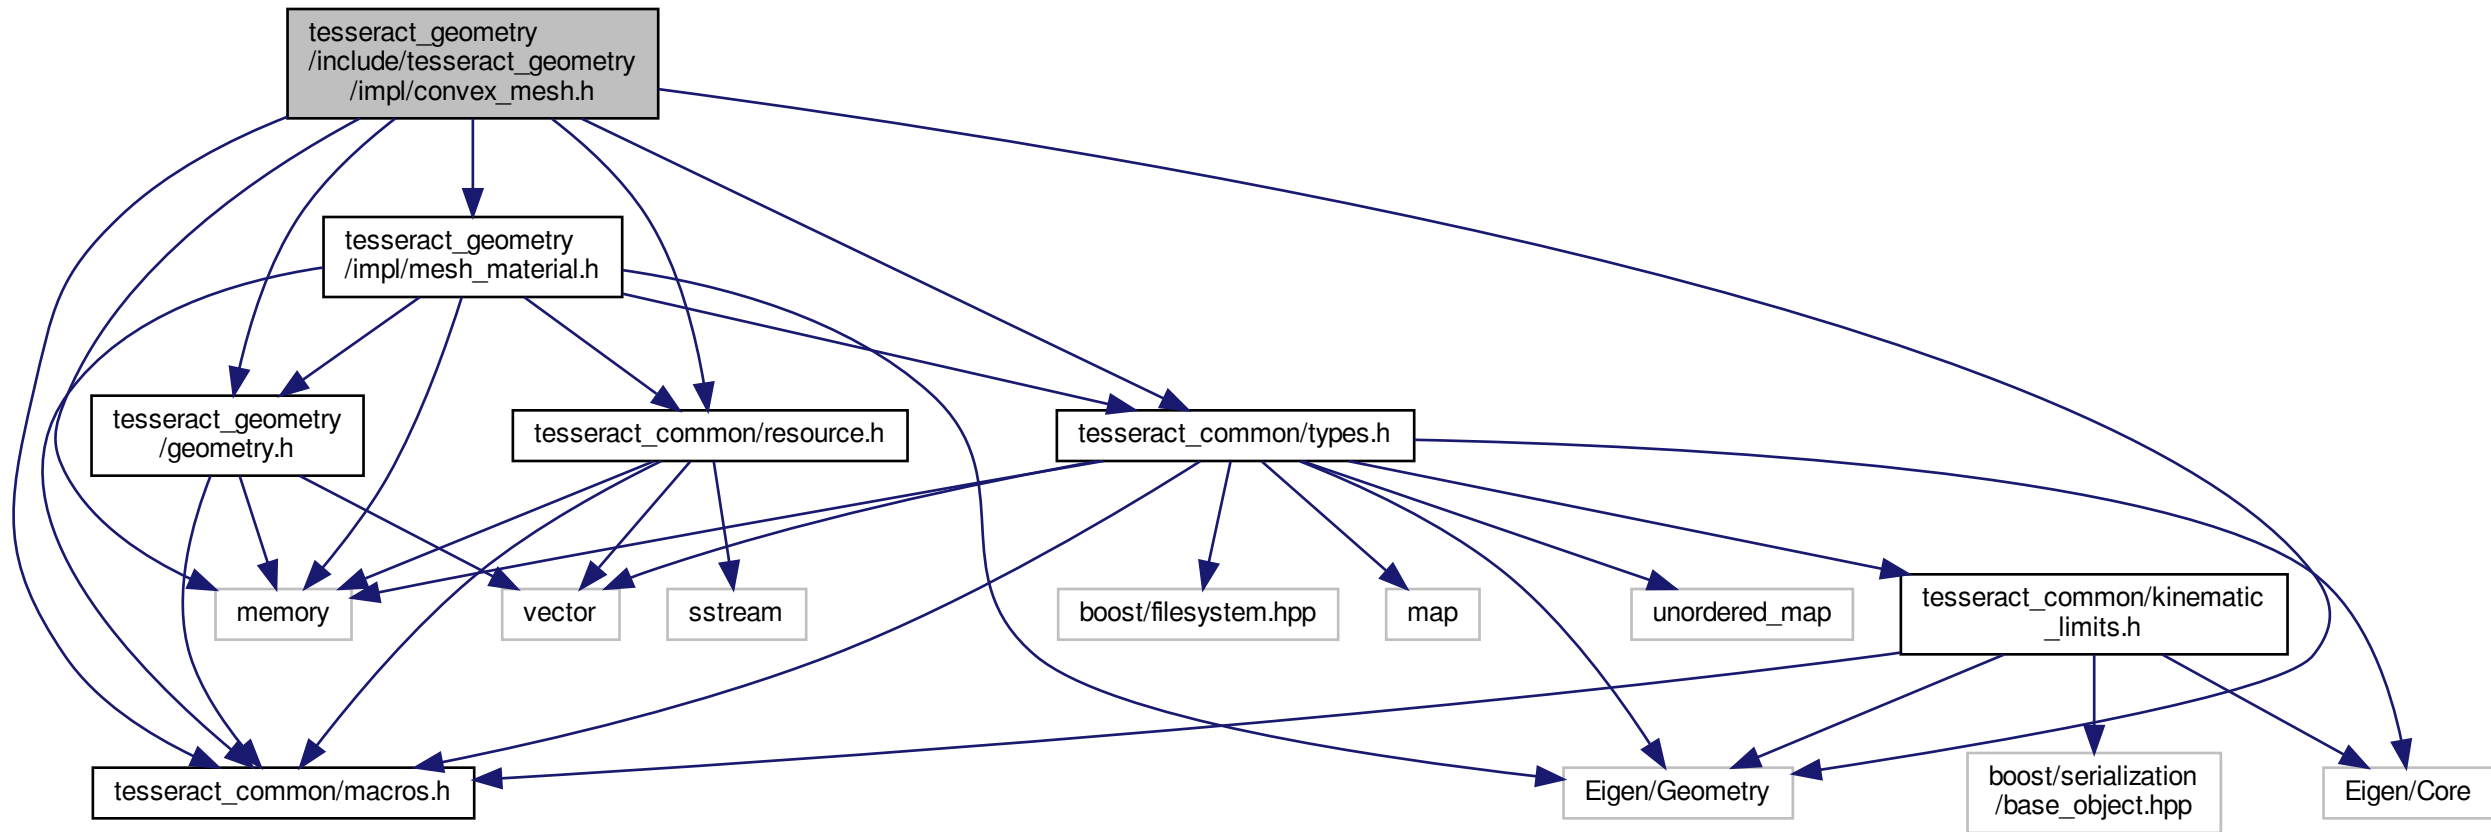 tesseract_geometry
/include/tesseract_geometry
/impl/convex_mesh.h
tesseract_geometry
/impl/mesh_material.h
tesseract_geometry
/geometry.h
tesseract_common/resource.h
tesseract_common/types.h
memory
vector
sstream
boost/filesystem.hpp
map
unordered_map
tesseract_common/kinematic
_limits.h
tesseract_common/macros.h
Eigen/Geometry
boost/serialization
/base_object.hpp
Eigen/Core